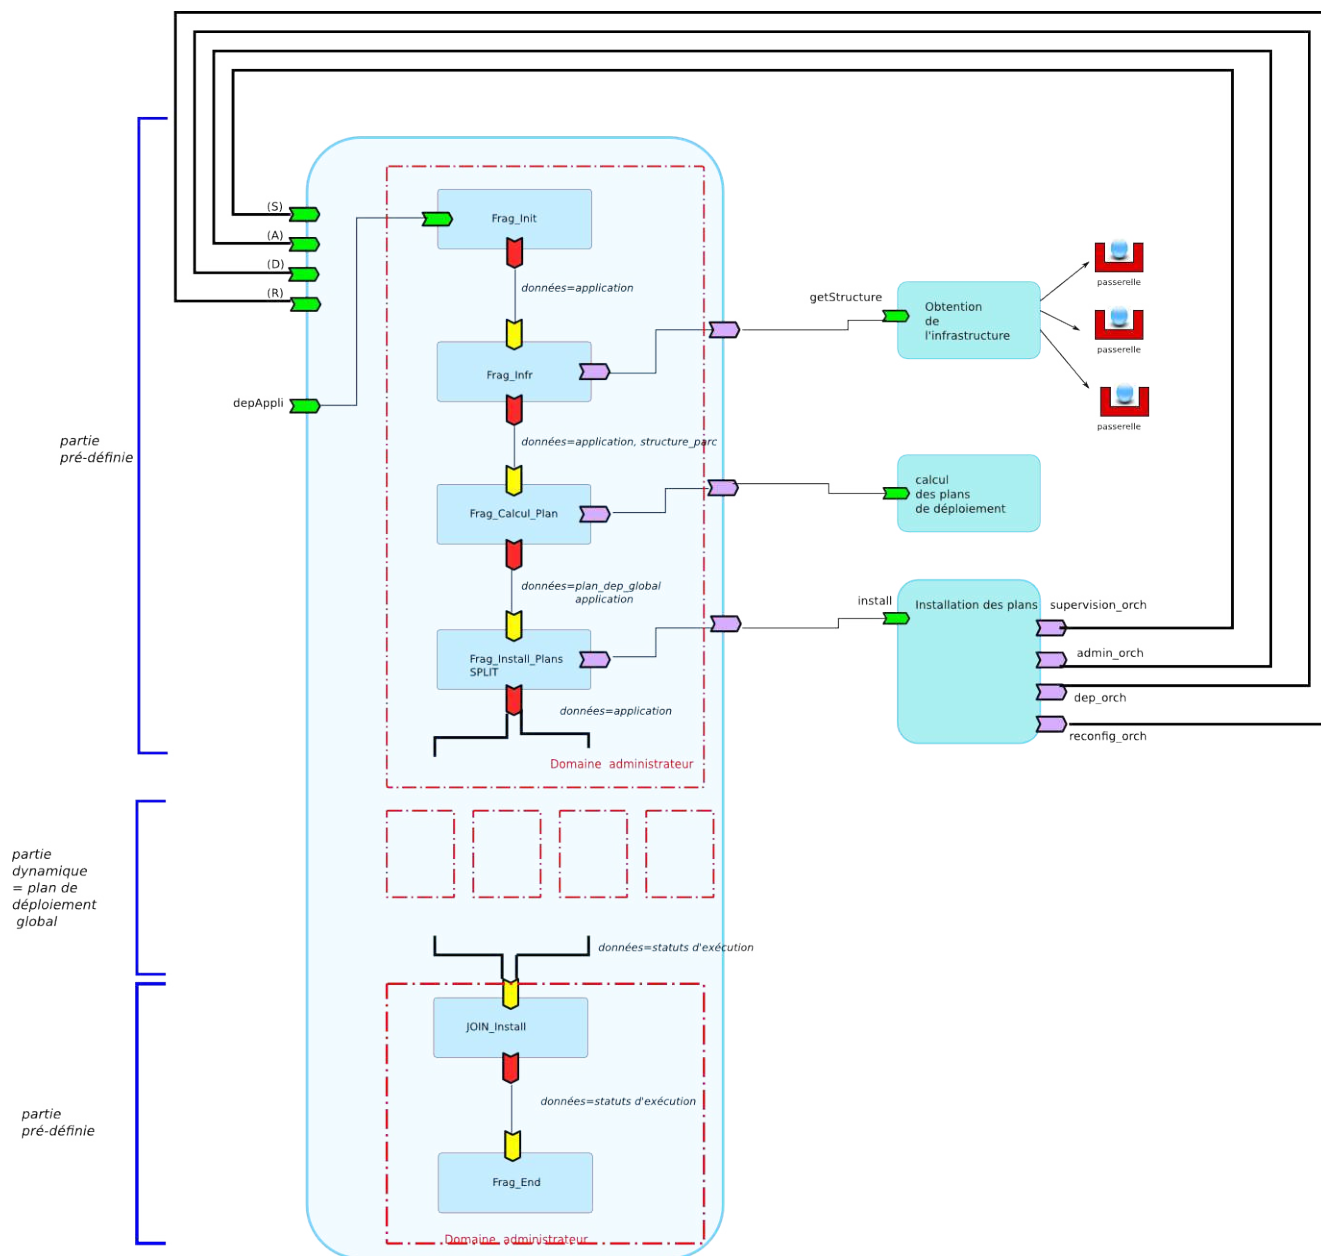 (S)
(A)
(D)
(R)
Frag_Init
données=application
getStructure
Obtention
de
l'infrastructure
passerelle
passerelle
passerelle
Frag_Infr
depAppli
partie
pré-définie
données=application, structure_parc
Frag_Calcul_Plan
calcul
des plans
de déploiement
données=plan_dep_global
application
install
Installation des plans
supervision_orch
admin_orch
dep_orch
reconfig_orch
Frag_Install_Plans
SPLIT
données=application
Domaine administrateur
partie
dynamique
= plan de
déploiement
global
données=statuts d'exécution
JOIN_Install
données=statuts d'exécution
partie
pré-définie
Frag_End
Domaine administrateur